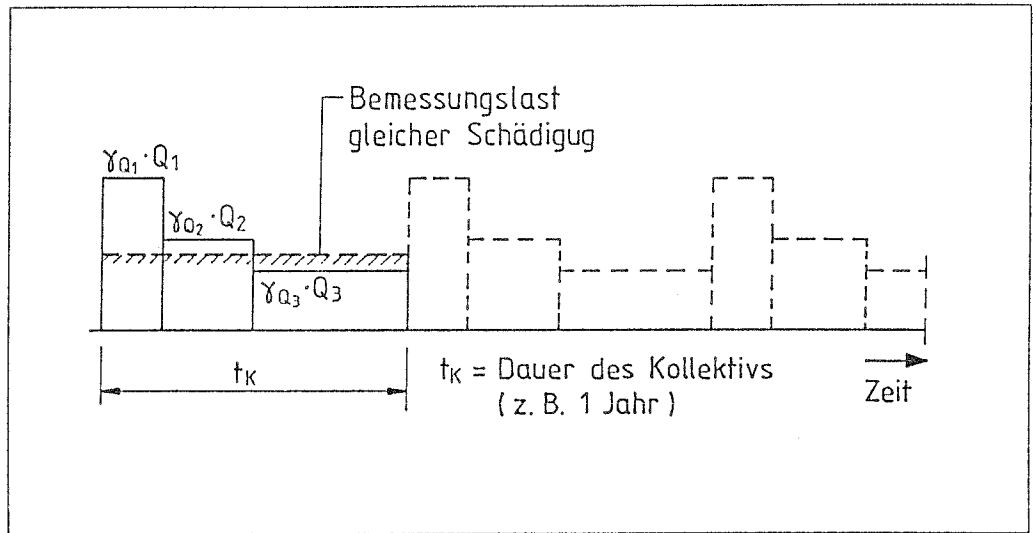 Bemessungslast
gleicher Schädigug
γQ1·Q1
γQ2·Q2
γQ3·Q3
tK
tK = Dauer des Kollektivs
( z. B. 1 Jahr )
Zeit